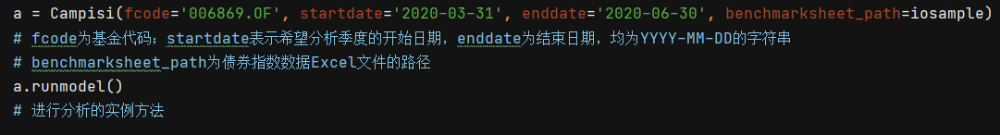 a = Campisi(fcode='006869.OF', startdate='2020-03-31', enddate='2020-06-30', benchmarksheet_path=iosample)
# fcode为基金代码；startdate表示希望分析季度的开始日期，enddate为结束日期，均为YYYY-MM-DD的字符串
# benchmarksheet_path为债券指数数据Excel文件的路径
a.runmodel()
# 进行分析的实例方法